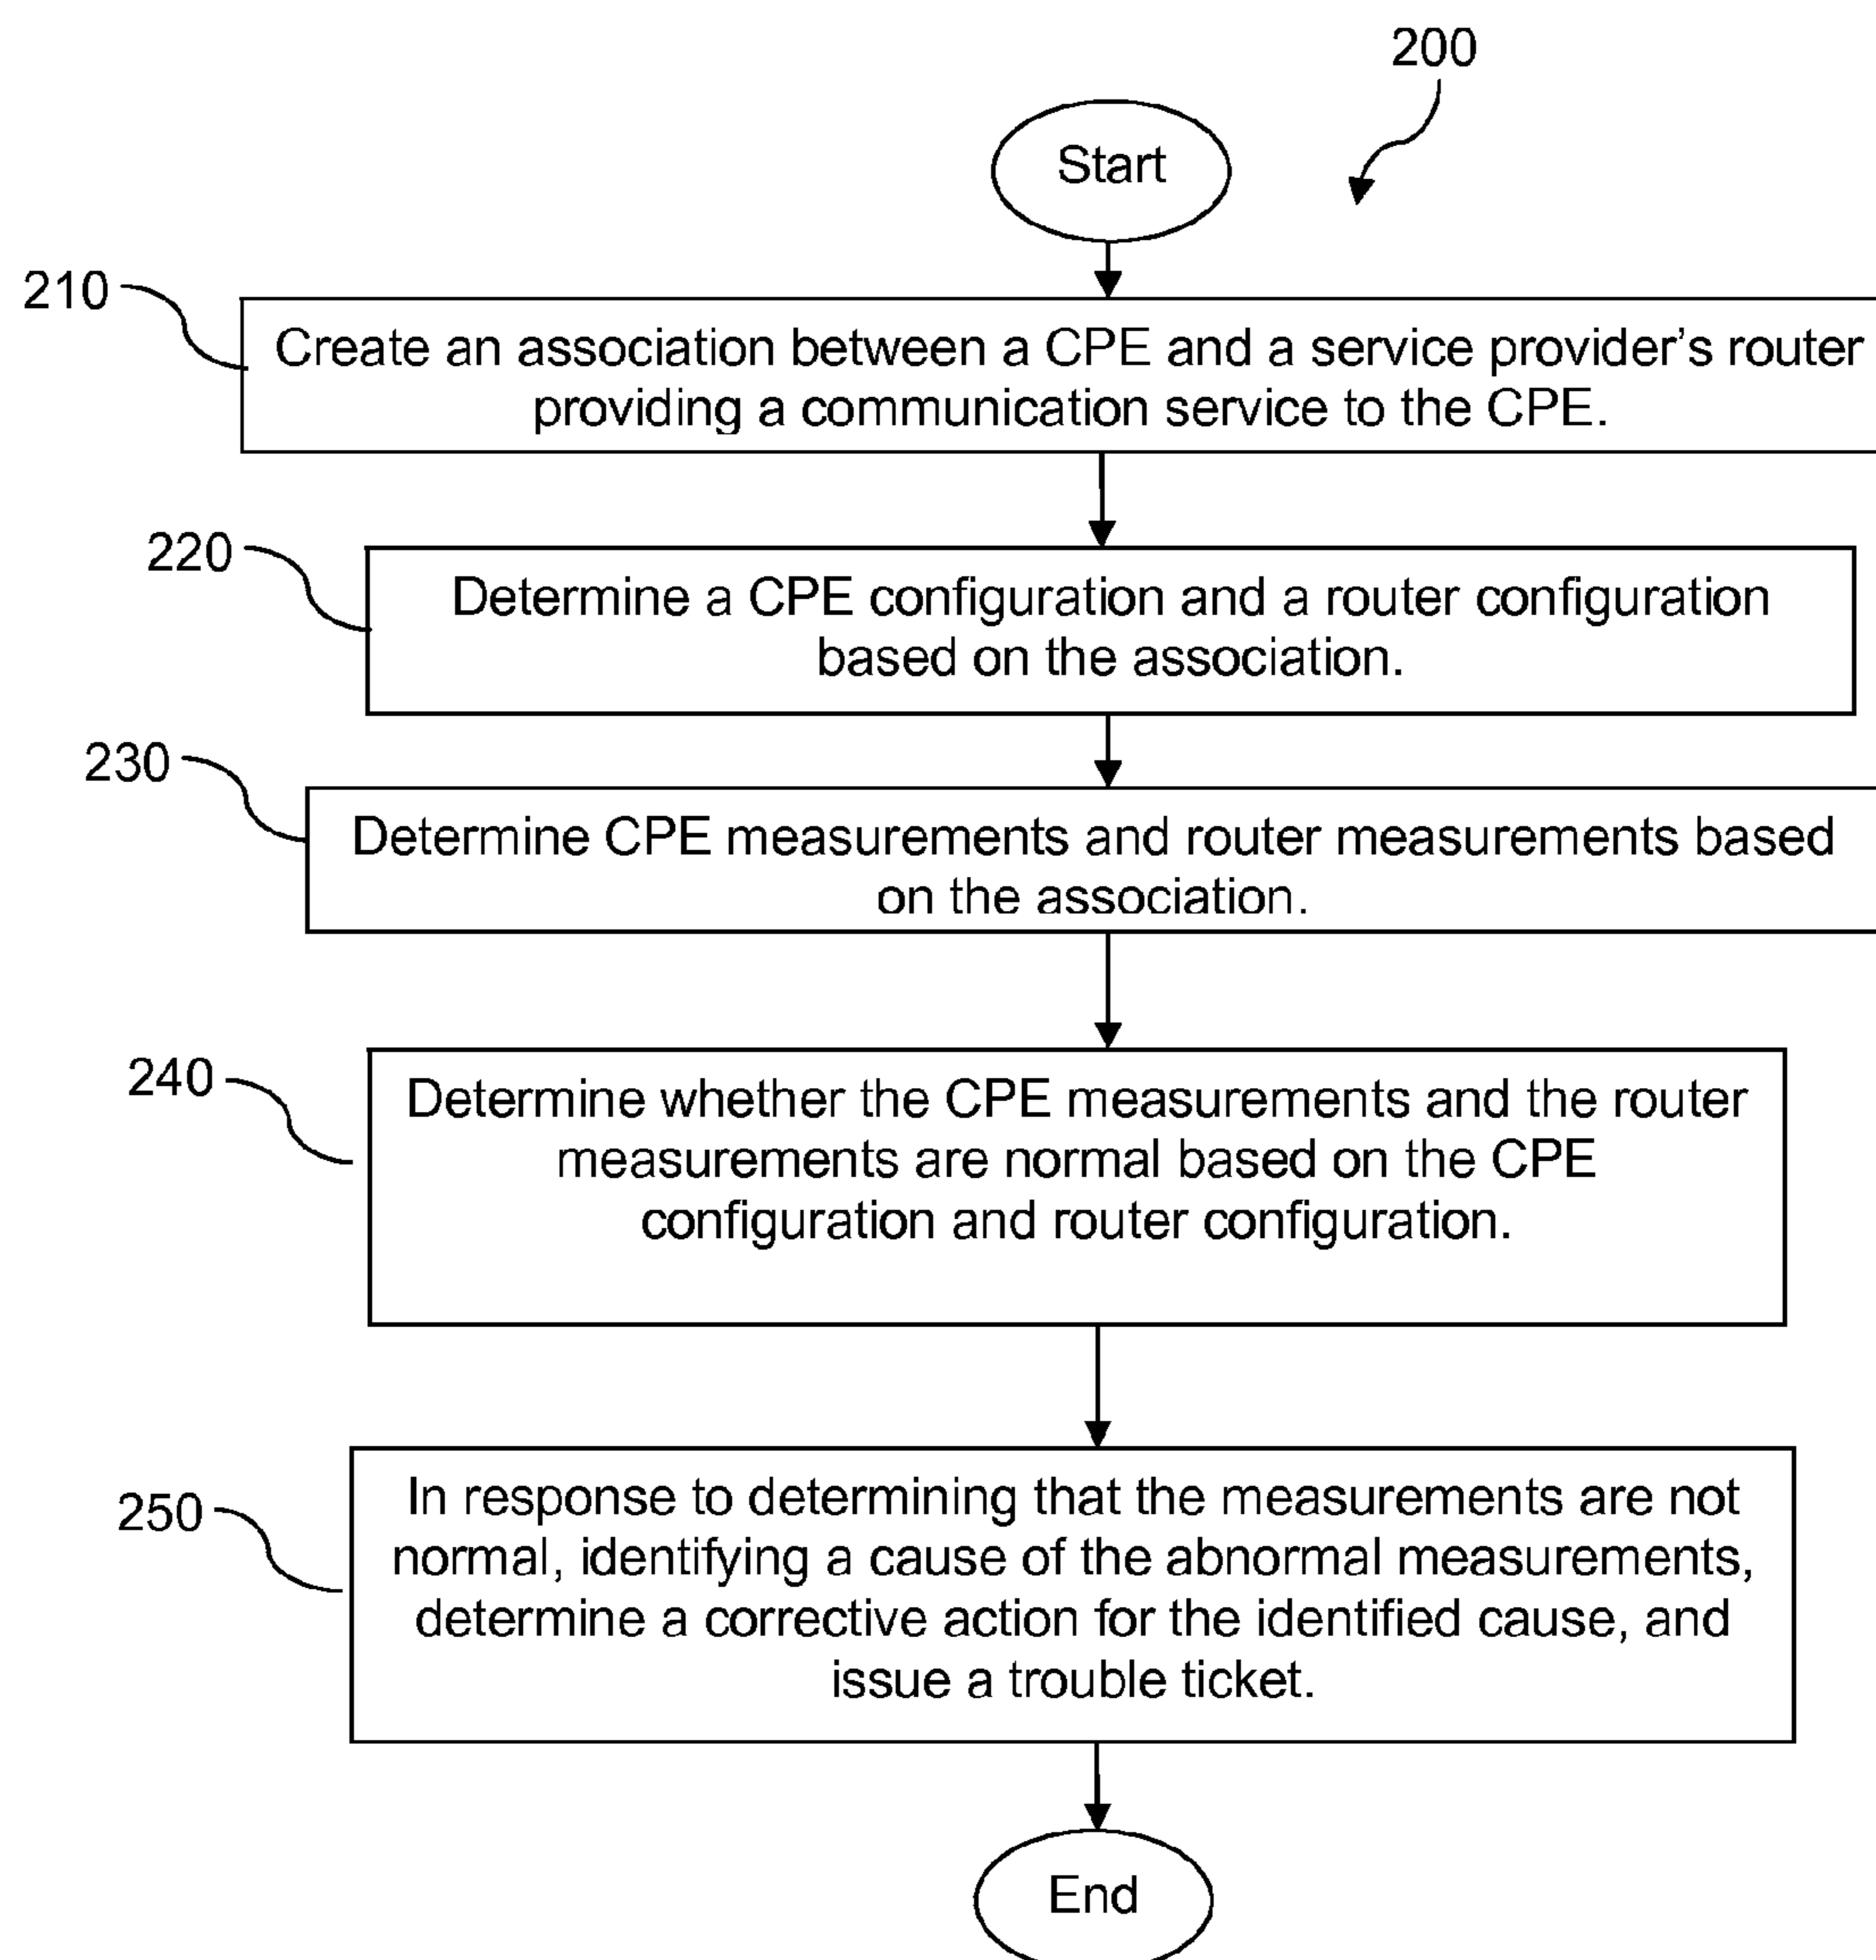 200
Start
210
Create an association between a CPE and a service provider's router
providing a communication service to the CPE.
220
Determine a CPE configuration and a router configuration
based on the association.
230
Determine CPE measurements and router measurements based
on the association.
240
Determine whether the CPE measurements and the router
measurements are normal based on the CPE
configuration and router configuration.
250
In response to determining that the measurements are not
normal, identifying a cause of the abnormal measurements,
determine a corrective action for the identified cause, and
issue a trouble ticket.
End